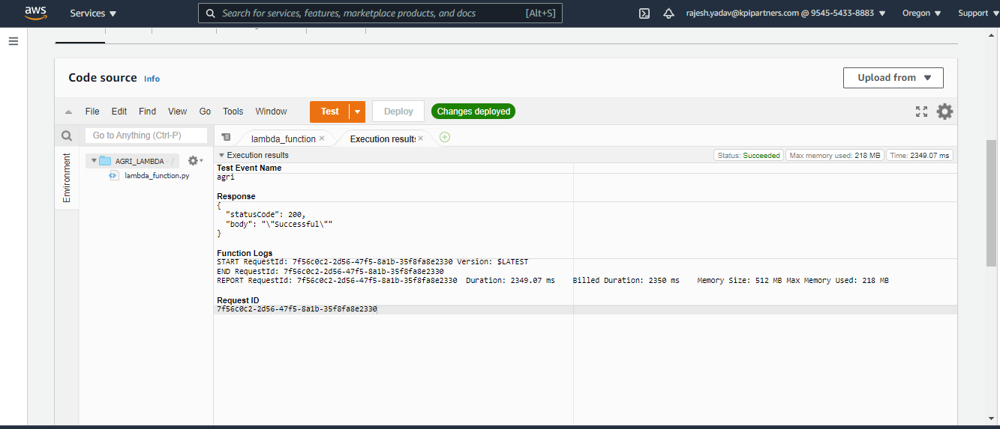 aws Services Search for services, features, marketplace products, and docs [Alt+S] rajesh.yadav@kpipartners.com @ 9545-5433-8883 Oregon Support
Code source Info Upload from
File Edit Find View Go Tools Window Test Deploy Changes deployed
Go to Anything (Ctrl-P) lambda_function Execution results
Environment
AGRI_LAMBDA - /
lambda_function.py
Execution results Status: Succeeded Max memory used: 218 MB Time: 2349.07 ms
Test Event Name
agri
Response
{
"statusCode": 200,
"body": "\"Successful\""
}
Function Logs
START RequestId: 7f56c0c2-2d56-47f5-8a1b-35f8fa8e2330 Version: $LATEST
END RequestId: 7f56c0c2-2d56-47f5-8a1b-35f8fa8e2330
REPORT RequestId: 7f56c0c2-2d56-47f5-8a1b-35f8fa8e2330 Duration: 2349.07 ms Billed Duration: 2350 ms Memory Size: 512 MB Max Memory Used: 218 MB
Request ID
7f56c0c2-2d56-47f5-8a1b-35f8fa8e2330